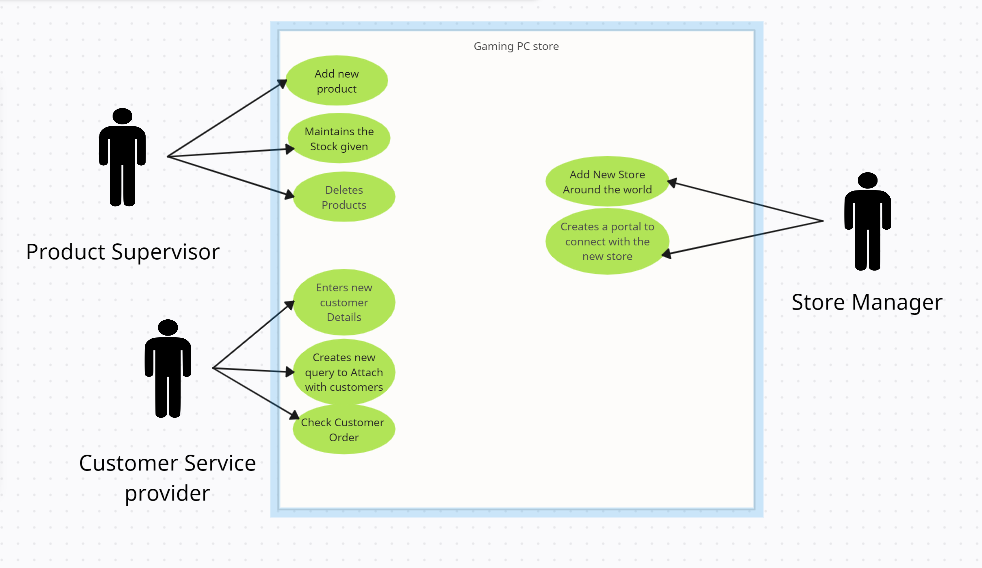 Gaming PC store
Add new
product
Maintains the
Stock given
Deletes
Products
Product Supervisor
Enters new
customer
Details
Creates new
query to Attach
with customers
Check Customer
Order
Customer Service
provider
Add New Store
Around the world
Creates a portal to
connect with the
new store
Store Manager